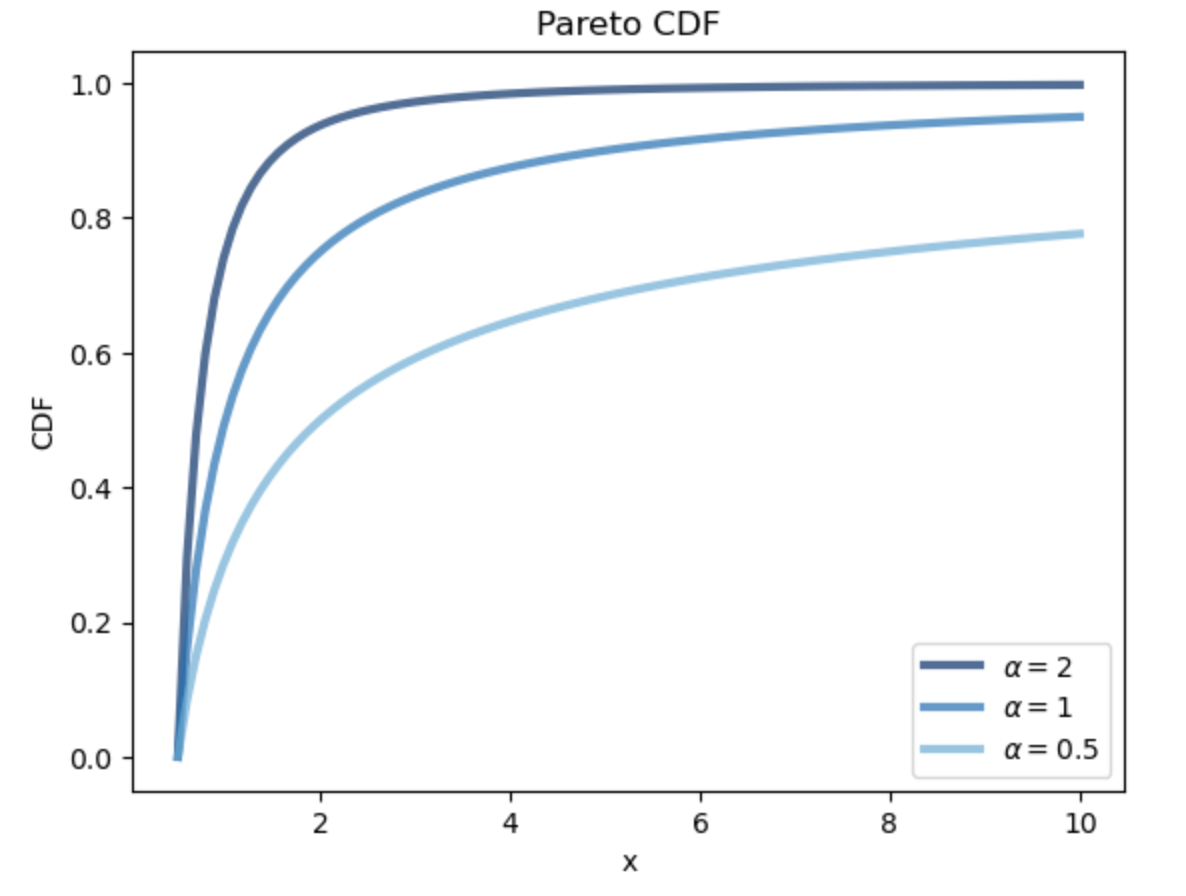 Pareto CDF
1.0
0.8
0.6
0.4
0.2
0.0
CDF
2 4 6 8 10
x
α = 2
α = 1
α = 0.5